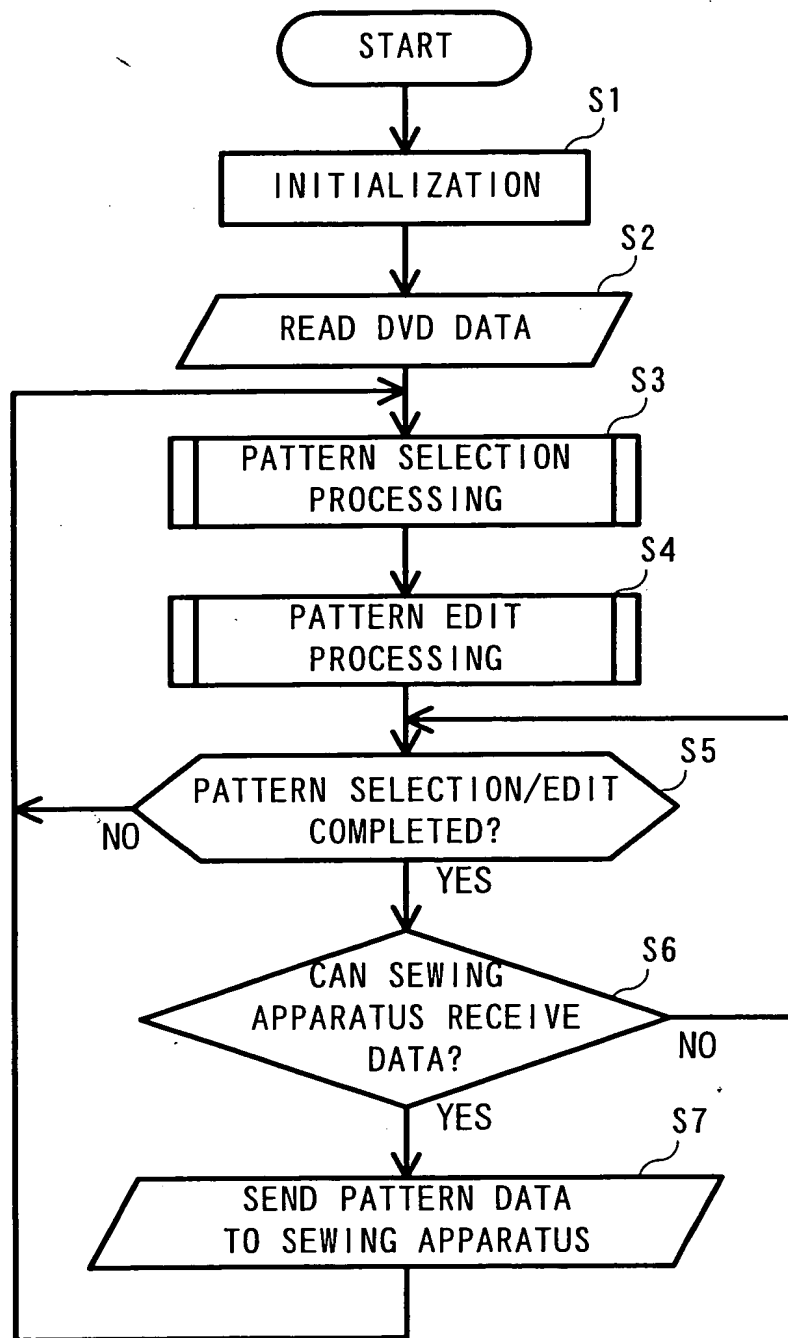 START
S1
INITIALIZATION
S2
READ DVD DATA
S3
PATTERN SELECTION
PROCESSING
S4
PATTERN EDIT
PROCESSING
S5
PATTERN SELECTION/EDIT
COMPLETED?
NO
YES
S6
CAN SEWING
APPARATUS RECEIVE
DATA?
NO
YES
S7
SEND PATTERN DATA
TO SEWING APPARATUS